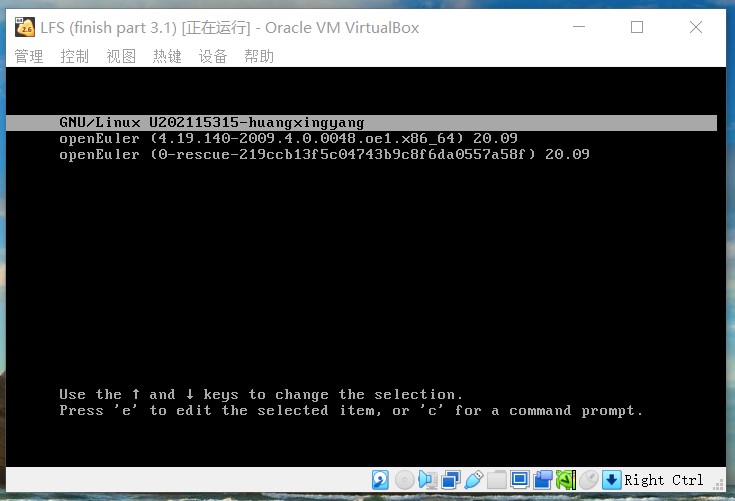 LFS (finish part 3.1) [正在运行] - Oracle VM VirtualBox
管理 控制 视图 热键 设备 帮助
GNU/Linux U202115315-huangxingyang
openEuler (4.19.140-2009.4.0.0048.oe1.x86_64) 20.09
openEuler (0-rescue-219ccb13f5c04743b9c8f6da0557a58f) 20.09
Use the ↑ and ↓ keys to change the selection.
Press 'e' to edit the selected item, or 'c' for a command prompt.
Right Ctrl